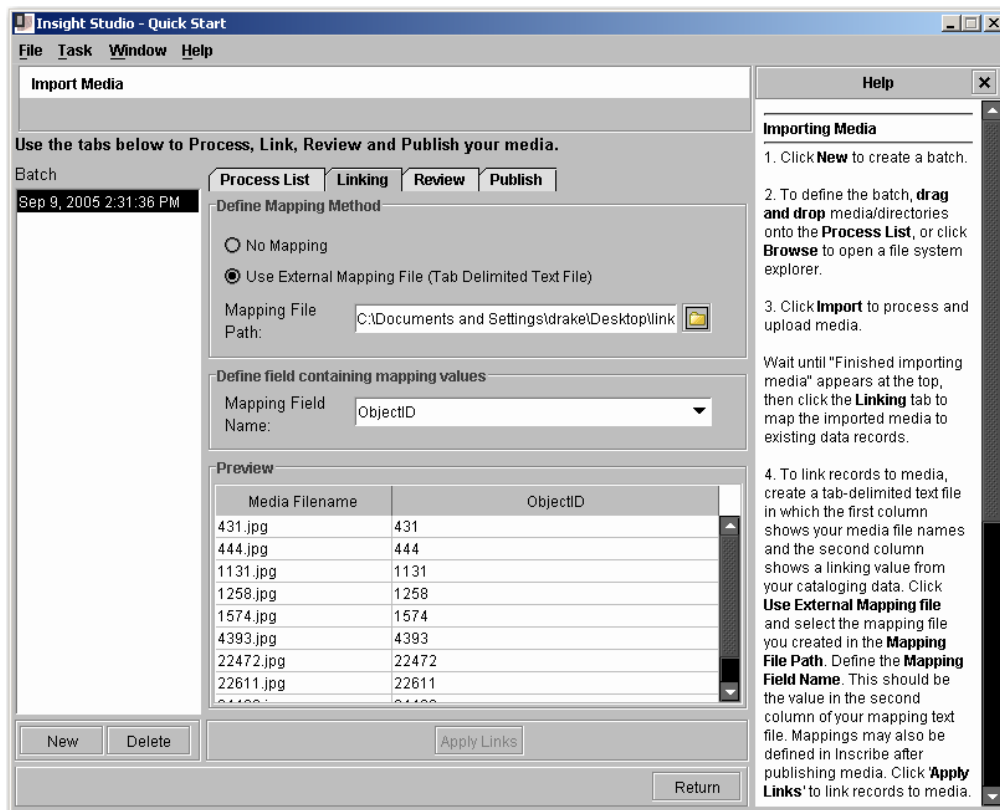 Insight Studio - Quick Start
File Task Window Help
Import Media
Use the tabs below to Process, Link, Review and Publish your media.
Batch
Sep 9, 2005 2:31:36 PM
New Delete
Process List Linking Review Publish
Define Mapping Method
No Mapping
Use External Mapping File (Tab Delimited Text File)
Mapping File
Path:
C:\Documents and Settings\drake\Desktop\link
Define field containing mapping values
Mapping Field
Name:
ObjectID
Preview
Media Filename ObjectID
431.jpg 431
444.jpg 444
1131.jpg 1131
1258.jpg 1258
1574.jpg 1574
4393.jpg 4393
22472.jpg 22472
22611.jpg 22611
Apply Links
Return
Help
Importing Media
1. Click New to create a batch.
2. To define the batch, drag
and drop media/directories
onto the Process List, or click
Browse to open a file system
explorer.
3. Click Import to process and
upload media.
Wait until "Finished importing
media" appears at the top,
then click the Linking tab to
map the imported media to
existing data records.
4. To link records to media,
create a tab-delimited text file
in which the first column
shows your media file names
and the second column
shows a linking value from
your cataloging data. Click
Use External Mapping file
and select the mapping file
you created in the Mapping
File Path. Define the Mapping
Field Name. This should be
the value in the second
column of your mapping text
file. Mappings may also be
defined in Inscribe after
publishing media. Click 'Apply
Links' to link records to media.